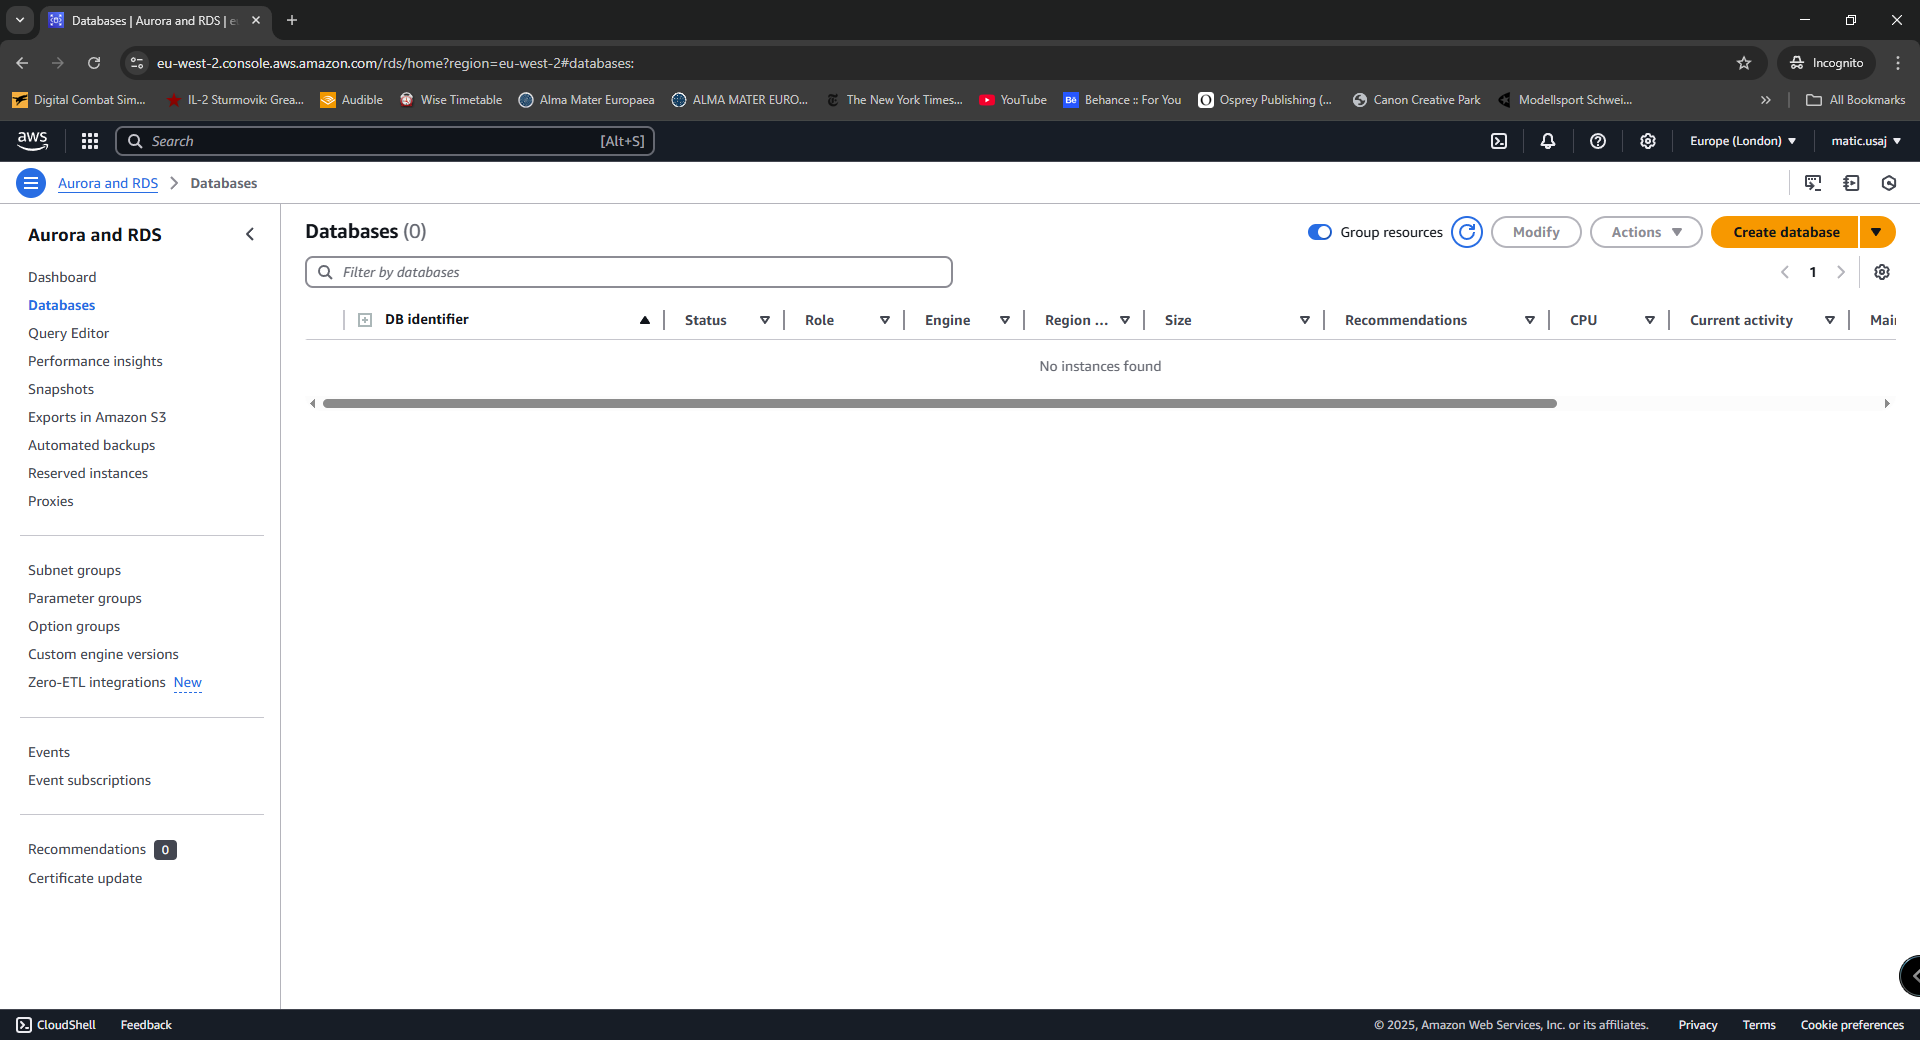 Databases | Aurora and RDS | e
eu-west-2.console.aws.amazon.com/rds/home?region=eu-west-2#databases:
Incognito
Digital Combat Sim...
IL-2 Sturmovik: Grea...
Audible
Wise Timetable
Alma Mater Europaea
ALMA MATER EURO...
The New York Times...
YouTube
Behance :: For You
Osprey Publishing (...
Canon Creative Park
Modellsport Schwei...
All Bookmarks
aws
Search
[Alt+S]
Europe (London)
matic.usaj
Aurora and RDS
Databases
Aurora and RDS
Dashboard
Databases
Query Editor
Performance insights
Snapshots
Exports in Amazon S3
Automated backups
Reserved instances
Proxies
Subnet groups
Parameter groups
Option groups
Custom engine versions
Zero-ETL integrations New
Events
Event subscriptions
Recommendations 0
Certificate update
Databases (0)
Group resources
Modify
Actions
Create database
Filter by databases
1
DB identifier
Status
Role
Engine
Region ...
Size
Recommendations
CPU
Current activity
Mai
No instances found
CloudShell
Feedback
© 2025, Amazon Web Services, Inc. or its affiliates.
Privacy
Terms
Cookie preferences